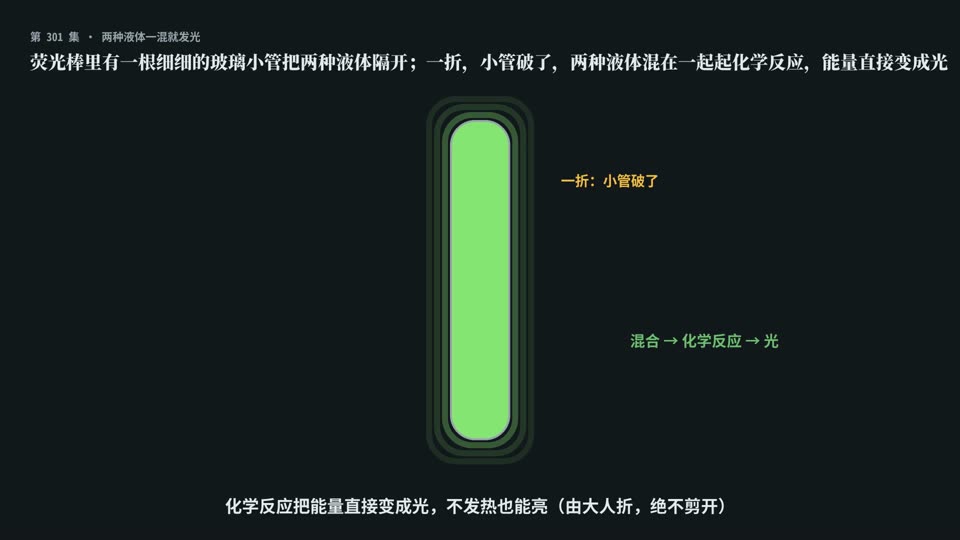 第 301 集 · 两种液体一混就发光
荧光棒里有一根细细的玻璃小管把两种液体隔开；一折，小管破了，两种液体混在一起起化学反应，能量直接变成光
一折：小管破了
混合 → 化学反应 → 光
化学反应把能量直接变成光，不发热也能亮（由大人折，绝不剪开）